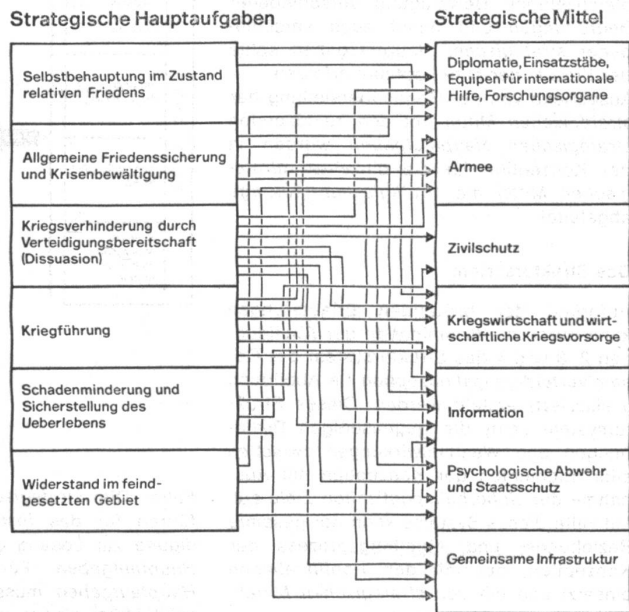 Strategische Hauptaufgaben
Selbstbehauptung im Zustand
relativen Friedens
Allgemeine Friedenssicherung
und Krisenbewältigung
Kriegsverhinderung durch
Verteidigungsbereitschaft
(Dissuasion)
Kriegführung
Schadenminderung und
Sicherstellung des
Ueberlebens
Widerstand im feind-
besetzten Gebiet
Strategische Mittel
Diplomatie, Einsatzstäbe,
Equipen für internationale
Hilfe, Forschungsorgane
Armee
Zivilschutz
Kriegswirtschaft und wirt-
schaftliche Kriegsvorsorge
Information
Psychologische Abwehr
und Staatsschutz
Gemeinsame Infrastruktur